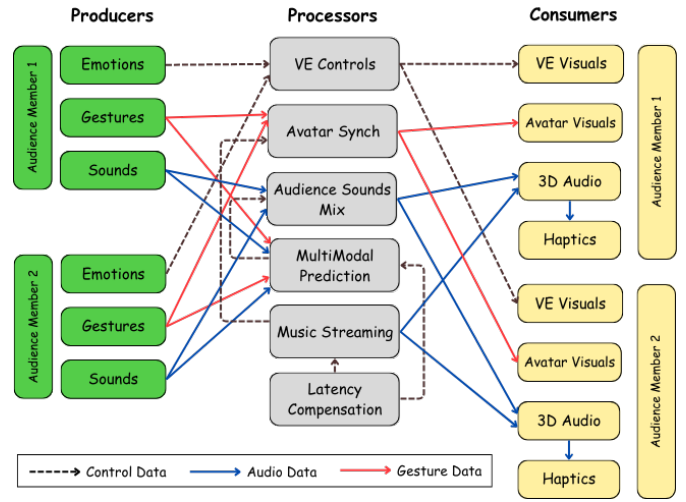 Producers
Processors
Consumers
Audience Member 1
Emotions
Gestures
Sounds
Audience Member 2
Emotions
Gestures
Sounds
VE Controls
Avatar Synch
Audience Sounds
Mix
MultiModal
Prediction
Music Streaming
Latency
Compensation
VE Visuals
Avatar Visuals
3D Audio
Haptics
Audience Member 1
VE Visuals
Avatar Visuals
3D Audio
Haptics
Audience Member 2
Control Data
Audio Data
Gesture Data